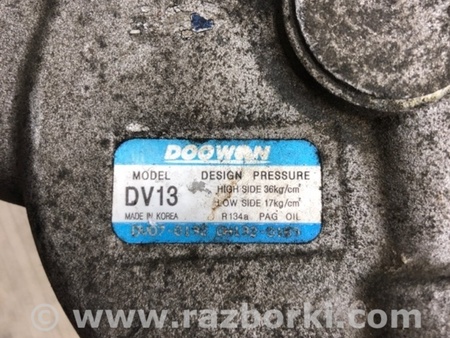 DOOWON
MODEL DESIGN PRESSURE
DV13 HIGH SIDE 36kg/cm²
LOW SIDE 17kg/cm²
MADE IN KOREA R134a PAG OIL
www.razborki.com